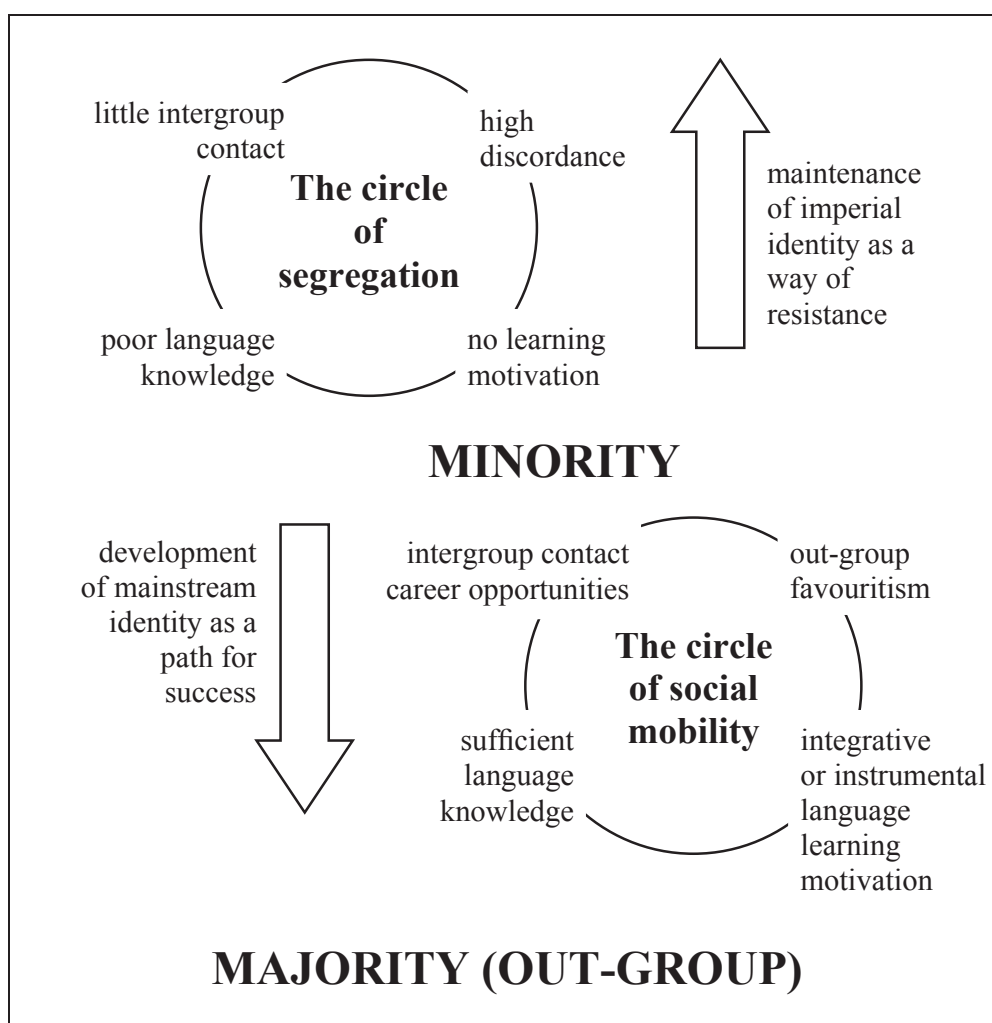 little intergroup
contact
high
discordance
The circle
of
segregation
poor language
knowledge
no learning
motivation
maintenance
of imperial
identity as a
way of
resistance
MINORITY
development
of mainstream
identity as a
path for
success
intergroup contact
career opportunities
out-group
favouritism
The circle
of social
mobility
sufficient
language
knowledge
integrative
or instrumental
language
learning
motivation
MAJORITY (OUT-GROUP)